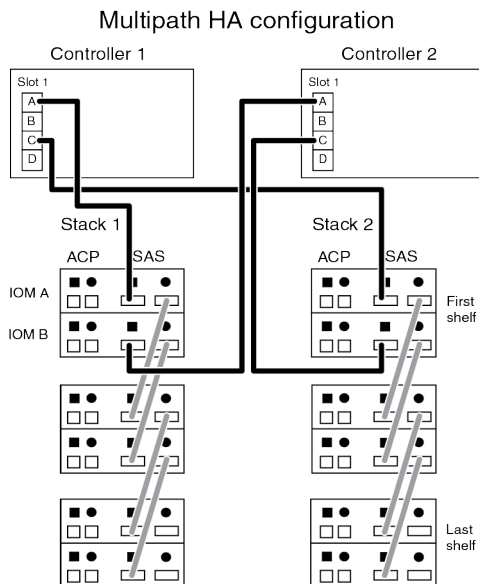 Multipath HA configuration
Controller 1
Controller 2
Slot 1
A
B
C
D
Slot 1
A
B
C
D
Stack 1
Stack 2
ACP
SAS
ACP
SAS
IOM A
IOM B
First
shelf
Last
shelf